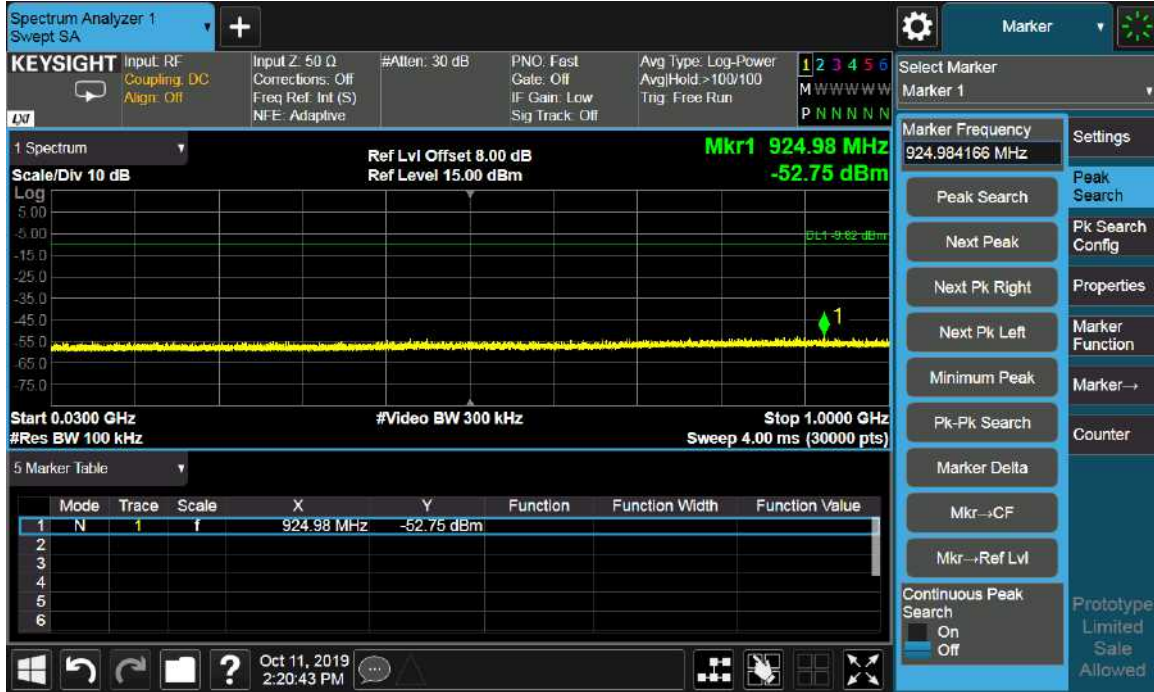 Spectrum Analyzer 1
Swept SA
+
Marker
KEYSIGHT
LXI
Input: RF
Coupling: DC
Align: Off
Input Z: 50 Ω
Corrections: Off
Freq Ref: Int (S)
NFE: Adaptive
#Atten: 30 dB
PNO: Fast
Gate: Off
IF Gain: Low
Sig Track: Off
Avg Type: Log-Power
Avg|Hold:>100/100
Trig: Free Run
1 2 3 4 5 6
M W W W W W
P N N N N N
Select Marker
Marker 1
1 Spectrum
Scale/Div 10 dB
Ref Lvl Offset 8.00 dB
Ref Level 15.00 dBm
Mkr1 924.98 MHz
-52.75 dBm
Log
5.00
-5.00
-15.0
-25.0
-35.0
-45.0
-55.0
-65.0
-75.0
DL1 -9.82 dBm
1
Start 0.0300 GHz
#Res BW 100 kHz
#Video BW 300 kHz
Stop 1.0000 GHz
Sweep 4.00 ms (30000 pts)
5 Marker Table
Mode Trace Scale X Y Function Function Width Function Value
1 N 1 f 924.98 MHz -52.75 dBm
2
3
4
5
6
Marker Frequency
924.984166 MHz
Peak Search
Next Peak
Next Pk Right
Next Pk Left
Minimum Peak
Pk-Pk Search
Marker Delta
Mkr→CF
Mkr→Ref Lvl
Continuous Peak
Search
On
Off
Settings
Peak
Search
Pk Search
Config
Properties
Marker
Function
Marker→
Counter
Prototype
Limited
Sale
Allowed
?
Oct 11, 2019
2:20:43 PM